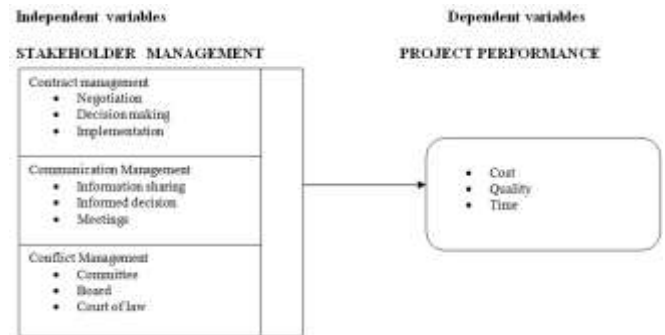 Independent variables
Dependent variables
STAKEHOLDER MANAGEMENT
PROJECT PERFORMANCE
Contract management
• Negotiation
• Decision making
• Implementation
Communication Management
• Information sharing
• Informed decision
• Meetings
Conflict Management
• Committee
• Board
• Court of law
• Cost
• Quality
• Time